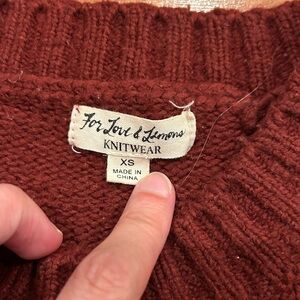 For Love & Lemons
KNITWEAR
XS
MADE IN
CHINA